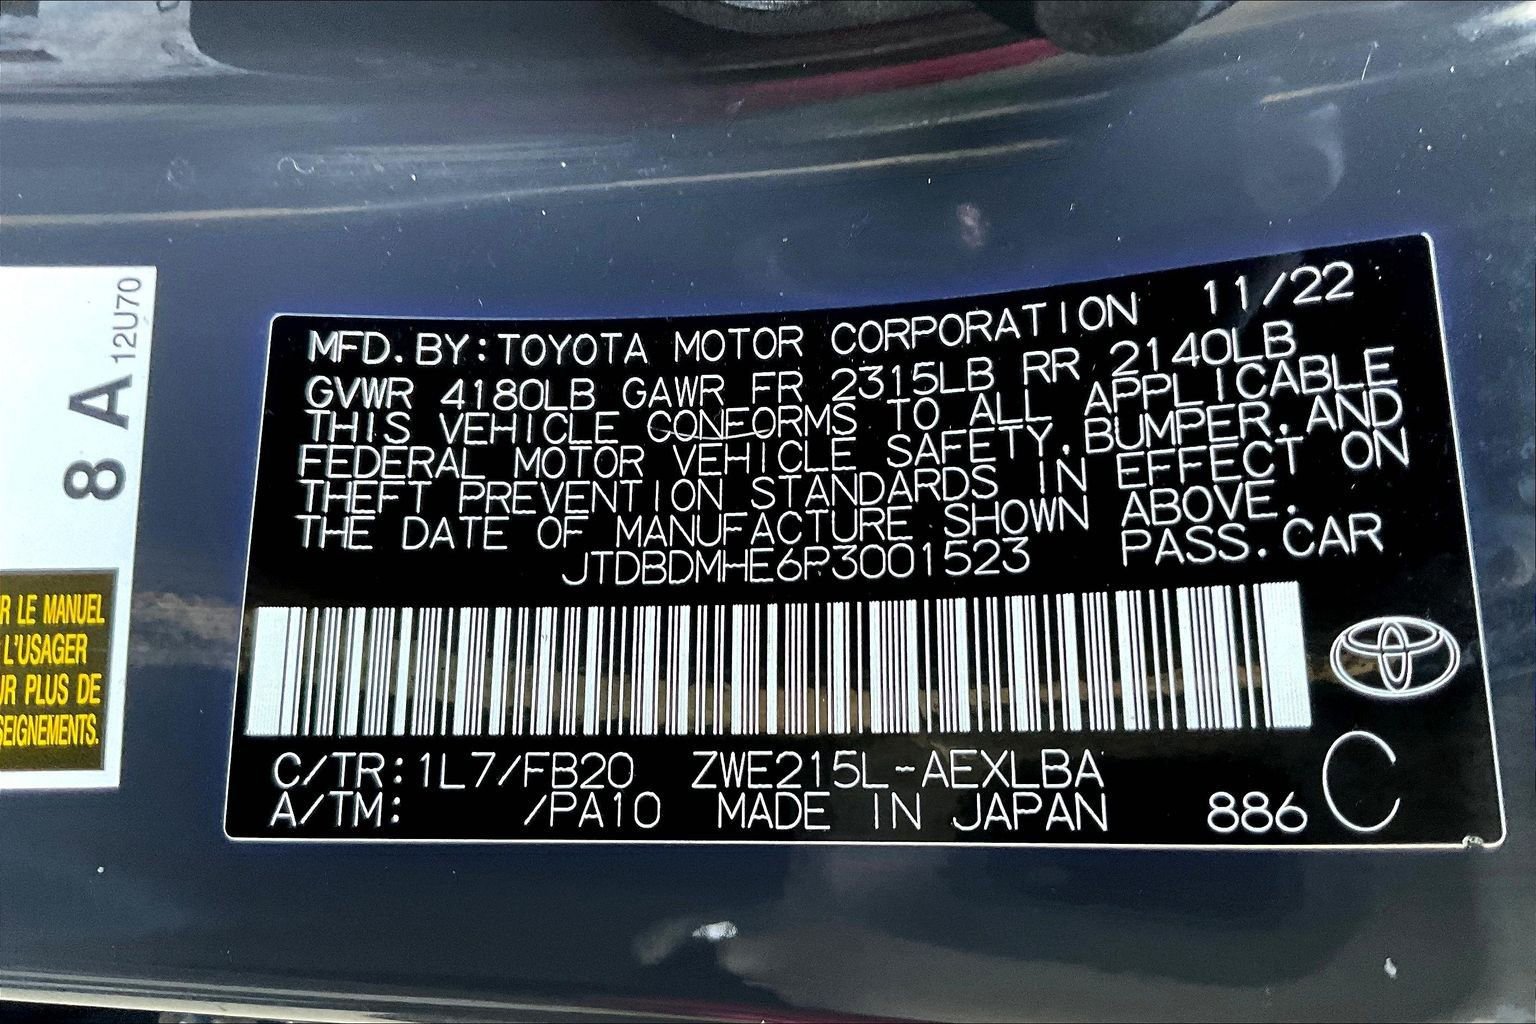 8 A 12U70
R LE MANUEL
L'USAGER
UR PLUS DE
SEIGNEMENTS.
MFD. BY: TOYOTA MOTOR CORPORATION 11/22
GVWR 4180LB GAWR FR 2315LB RR 2140LB
THIS VEHICLE CONFORMS TO ALL APPLICABLE
FEDERAL MOTOR VEHICLE SAFETY, BUMPER, AND
THEFT PREVENTION STANDARDS IN EFFECT ON
THE DATE OF MANUFACTURE SHOWN ABOVE.
JTDBDMHE6P3001523 PASS. CAR
C/TR: 1L7/FB20 ZWE215L-AEXLBA
A/TM: /PA10 MADE IN JAPAN 886 C